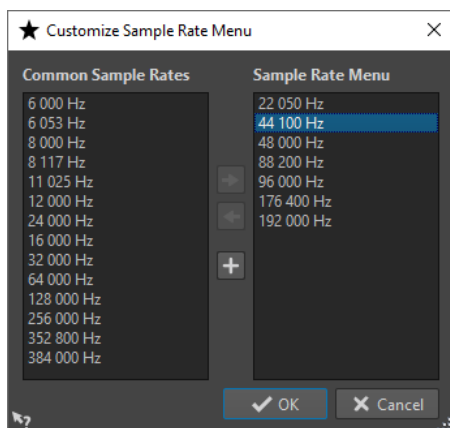 Customize Sample Rate Menu
Common Sample Rates
6 000 Hz
6 053 Hz
8 000 Hz
8 117 Hz
11 025 Hz
12 000 Hz
24 000 Hz
16 000 Hz
32 000 Hz
64 000 Hz
128 000 Hz
256 000 Hz
352 800 Hz
384 000 Hz
Sample Rate Menu
22 050 Hz
44 100 Hz
48 000 Hz
88 200 Hz
96 000 Hz
176 400 Hz
192 000 Hz
OK
Cancel
?